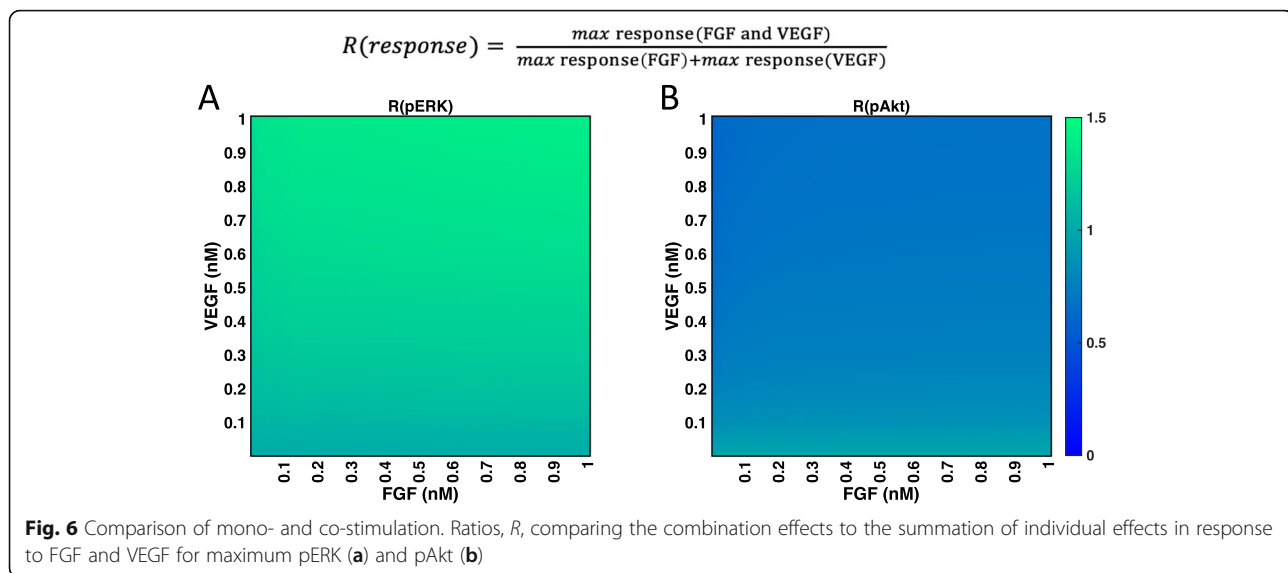 R(response) = max response(FGF and VEGF) / max response(FGF)+max response(VEGF)
A
R(pERK)
1
0.9
0.8
0.7
0.6
0.5
0.4
0.3
0.2
0.1
VEGF (nM)
0.1 0.2 0.3 0.4 0.5 0.6 0.7 0.8 0.9 1
FGF (nM)
B
R(pAkt)
1
0.9
0.8
0.7
0.6
0.5
0.4
0.3
0.2
0.1
VEGF (nM)
0.1 0.2 0.3 0.4 0.5 0.6 0.7 0.8 0.9 1
FGF (nM)
1.5
1
0.5
0
Fig. 6 Comparison of mono- and co-stimulation. Ratios, R, comparing the combination effects to the summation of individual effects in response
to FGF and VEGF for maximum pERK (a) and pAkt (b)